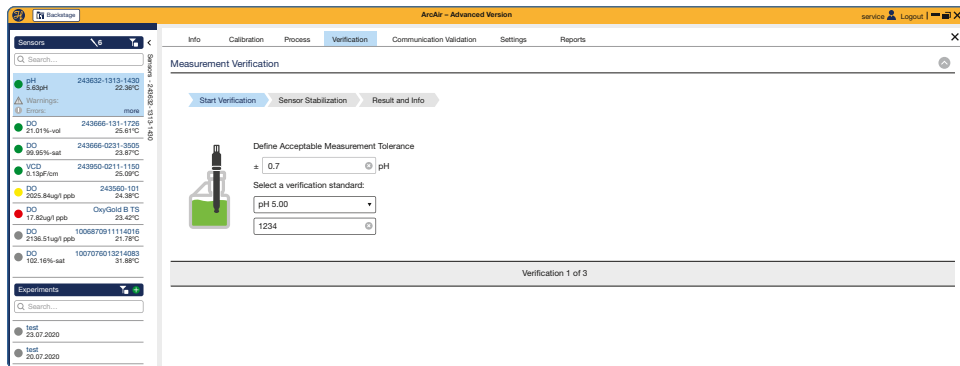 Backstage
ArcAir – Advanced Version
service Logout
Sensors 6
Search...
pH 243632-1313-1430
5.63pH 22.36°C
Warnings:
Errors: more
DO 243666-131-1726
21.01%-vol 25.61°C
DO 243666-0231-3505
99.95%-sat 23.87°C
VCD 243950-0211-1150
0.13pF/cm 25.09°C
DO 243560-101
2025.84ug/l ppb 24.38°C
DO OxyGold B TS
17.82ug/l ppb 23.42°C
DO 1006870911114016
2136.51ug/l ppb 21.78°C
DO 1007076013214083
102.16%-sat 31.88°C
Experiments
Search...
test
23.07.2020
test
20.07.2020
Sensors - 243632-1313-1430
Info Calibration Process Verification Communication Validation Settings Reports
Measurement Verification
Start Verification Sensor Stabilization Result and Info
Define Acceptable Measurement Tolerance
± 0.7 pH
Select a verification standard:
pH 5.00
1234
Verification 1 of 3